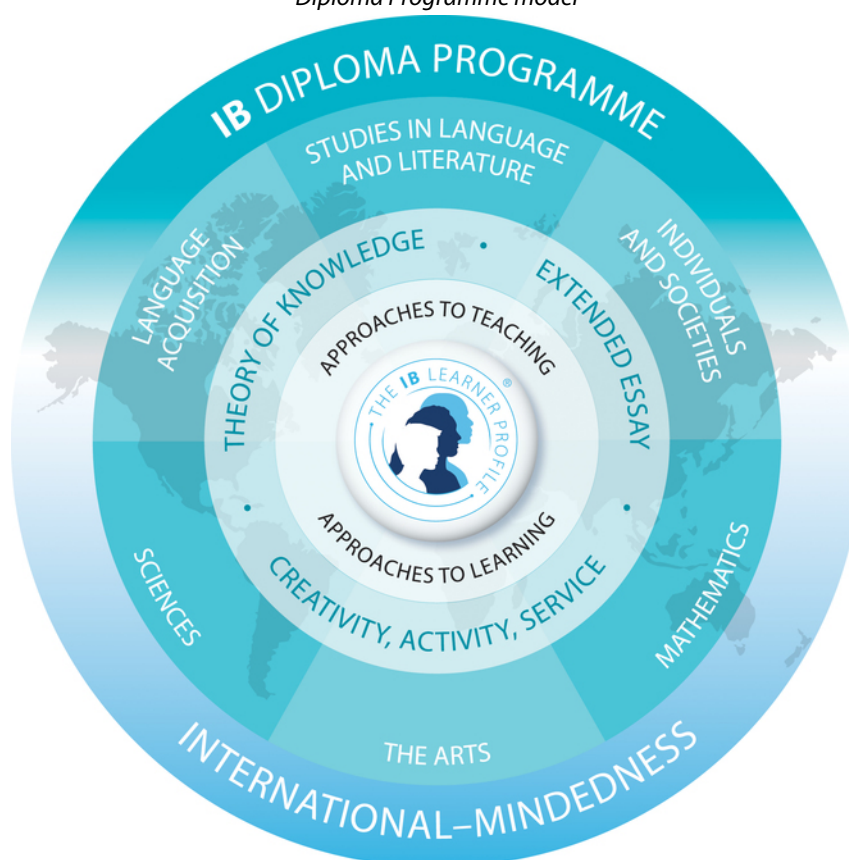 Diploma Programme model
IB DIPLOMA PROGRAMME
STUDIES IN LANGUAGE
AND LITERATURE
LANGUAGE
ACQUISITION
INDIVIDUALS
AND SOCIETIES
THEORY OF KNOWLEDGE
•
EXTENDED ESSAY
APPROACHES TO TEACHING
THE IB LEARNER PROFILE
®
APPROACHES TO LEARNING
•
•
CREATIVITY, ACTIVITY, SERVICE
SCIENCES
MATHEMATICS
THE ARTS
INTERNATIONAL–MINDEDNESS